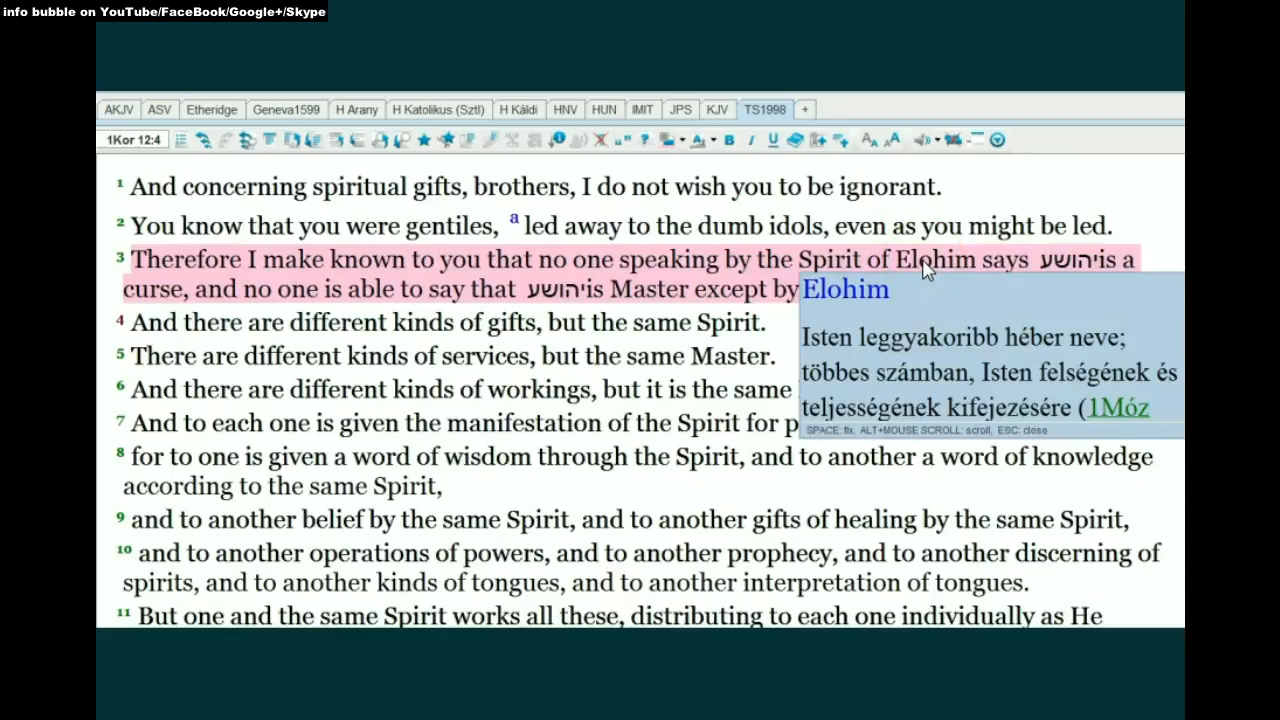 info bubble on YouTube/FaceBook/Google+/Skype
AKJV ASV Etheridge Geneva1599 H Arany H Katolikus (SztI) H Káldi HNV HUN IMIT JPS KJV TS1998 +
1Kor 12:4
1 And concerning spiritual gifts, brothers, I do not wish you to be ignorant.
2 You know that you were gentiles, a led away to the dumb idols, even as you might be led.
3 Therefore I make known to you that no one speaking by the Spirit of Elohim says יהושע is a
curse, and no one is able to say that יהושע is Master except by
Elohim
Isten leggyakoribb héber neve;
többes számban, Isten felségének és
teljességének kifejezésére (1Móz
SPACE: fix, ALT+MOUSE SCROLL: scroll, ESC: close
4 And there are different kinds of gifts, but the same Spirit.
5 There are different kinds of services, but the same Master.
6 And there are different kinds of workings, but it is the same
7 And to each one is given the manifestation of the Spirit for p
8 for to one is given a word of wisdom through the Spirit, and to another a word of knowledge
according to the same Spirit,
9 and to another belief by the same Spirit, and to another gifts of healing by the same Spirit,
10 and to another operations of powers, and to another prophecy, and to another discerning of
spirits, and to another kinds of tongues, and to another interpretation of tongues.
11 But one and the same Spirit works all these, distributing to each one individually as He